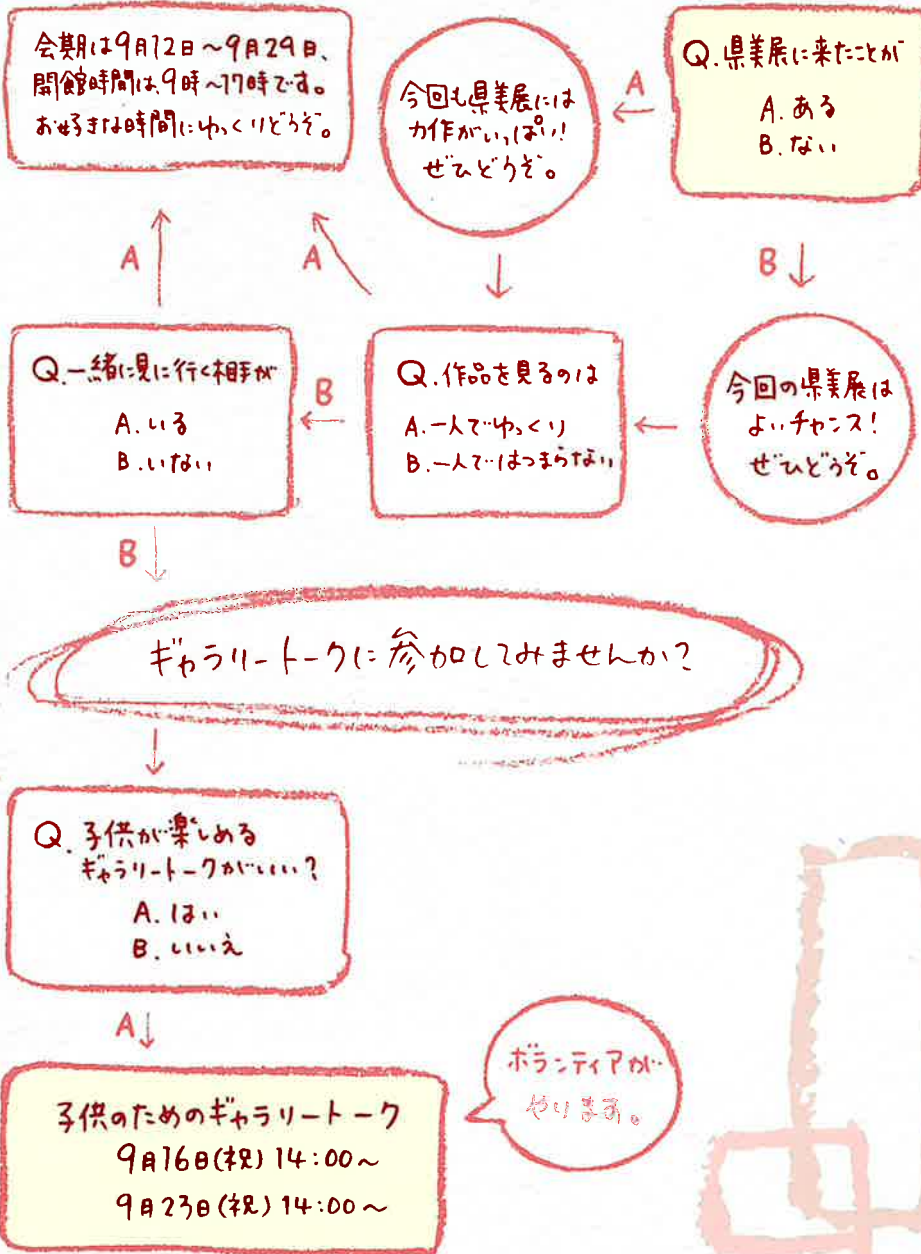 会期は9月12日～9月29日、
開館時間は、9時～17時です。
お好きな時間にゆっくりどうぞ。
今回も県美展には
力作がいっぱい!
ぜひどうぞ。
A
Q.県美展に来たことが
A.ある
B.ない
A
A
B
Q.一緒に見に行く相手が
A.いる
B.いない
B
Q.作品を見るのは
A.一人でゆっくり
B.一人ではつまらない
今回の県美展は
よいチャンス!
ぜひどうぞ。
B
ギャラリートークに参加してみませんか?
Q.子供が楽しめる
ギャラリートークがいい?
A.はい
B.いいえ
A
子供のためのギャラリートーク
9月16日(祝)14:00～
9月23日(祝)14:00～
ボランティアが
やります。